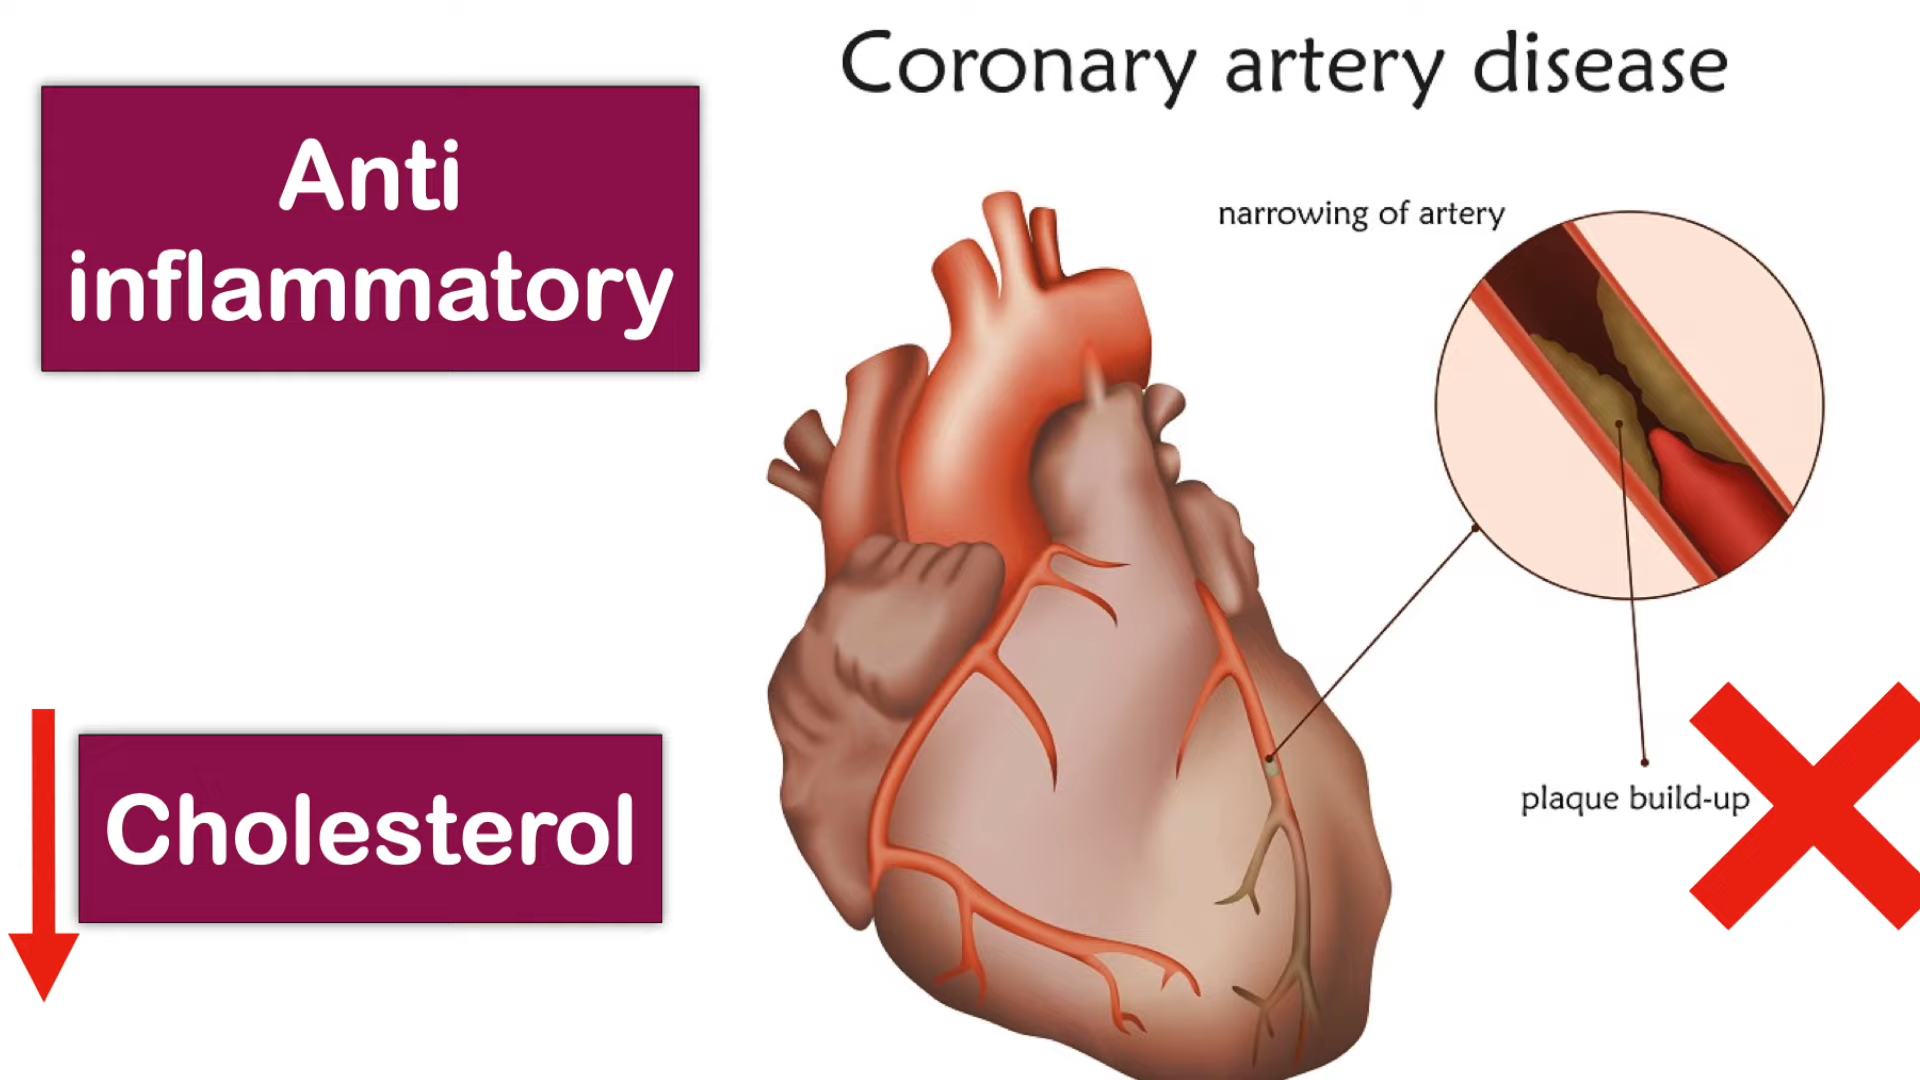 Coronary artery disease
Anti
inflammatory
narrowing of artery
plaque build-up
Cholesterol